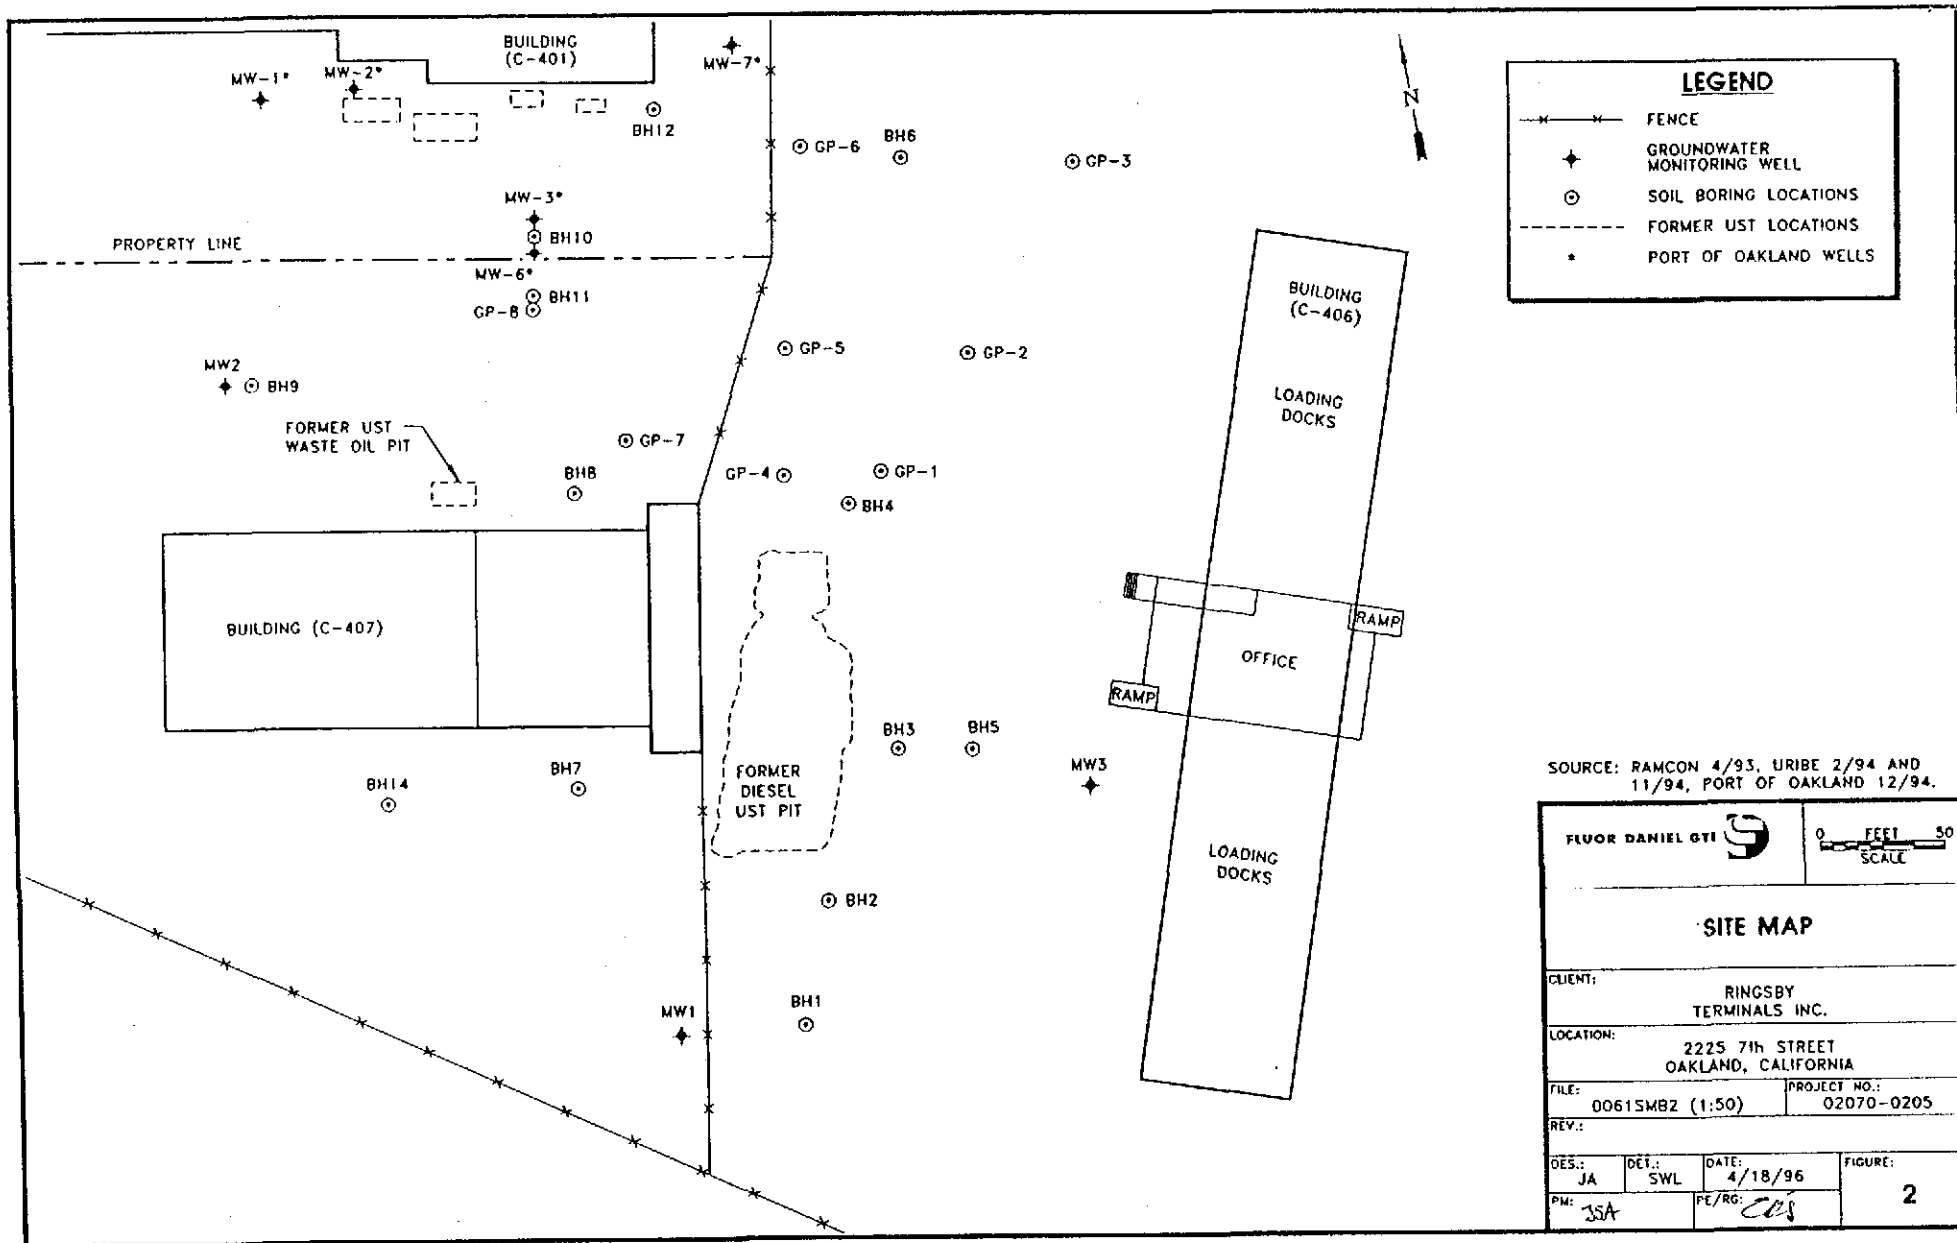 BUILDING
(C-401)
MW-1*
MW-2*
MW-7*
BH12
GP-6
BH6
GP-3
N
LEGEND
FENCE
GROUNDWATER
MONITORING WELL
SOIL BORING LOCATIONS
FORMER UST LOCATIONS
* PORT OF OAKLAND WELLS
MW-3*
BH10
PROPERTY LINE
MW-6*
BH11
GP-8
BUILDING
(C-406)
GP-5
GP-2
MW2
BH9
LOADING
DOCKS
FORMER UST
WASTE OIL PIT
GP-7
BH8
GP-4
GP-1
BH4
BUILDING (C-407)
RAMP
OFFICE
RAMP
BH3
BH5
MW3
BH14
BH7
FORMER
DIESEL
UST PIT
LOADING
DOCKS
BH2
MW1
BH1
SOURCE: RAMCON 4/93, URIBE 2/94 AND
11/94, PORT OF OAKLAND 12/94.
FLUOR DANIEL GTI
0 FEET 50
SCALE
SITE MAP
CLIENT:
RINGSBY
TERMINALS INC.
LOCATION:
2225 7th STREET
OAKLAND, CALIFORNIA
FILE: 0061SMB2 (1:50)
PROJECT NO.: 02070-0205
REV.:
DES.: JA
DET.: SWL
DATE: 4/18/96
FIGURE: 2
PM: JSA
PE/RG: